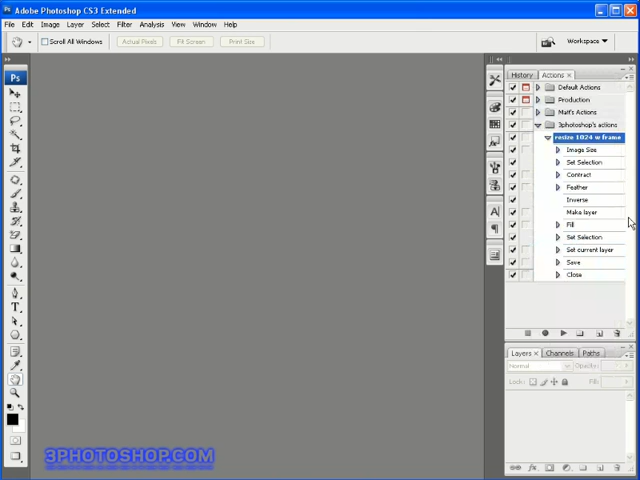 Adobe Photoshop CS3 Extended
File Edit Image Layer Select Filter Analysis View Window Help
Scroll All Windows Actual Pixels Fit Screen Print Size Workspace
Ps
History Actions ×
Default Actions
Production
Matt's Actions
3photoshop's actions
resize 1024 w frame
Image Size
Set Selection
Contract
Feather
Inverse
Make layer
Fill
Set Selection
Set current layer
Save
Close
Layers × Channels Paths
Normal Opacity:
Lock: Fill:
3PHOTOSHOP.COM